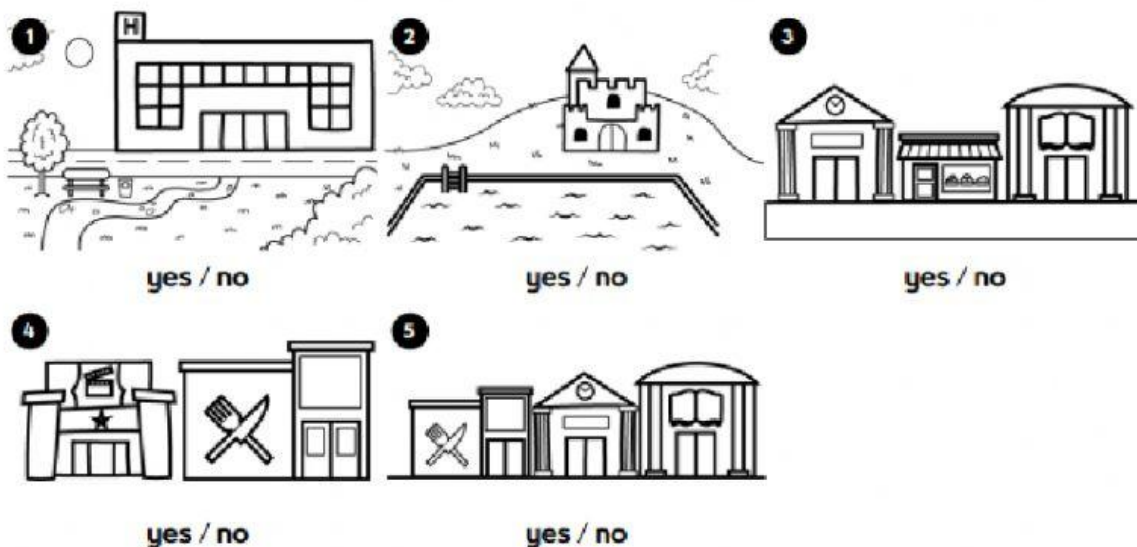 1
2
3
H
yes / no
yes / no
yes / no
4
5
yes / no
yes / no